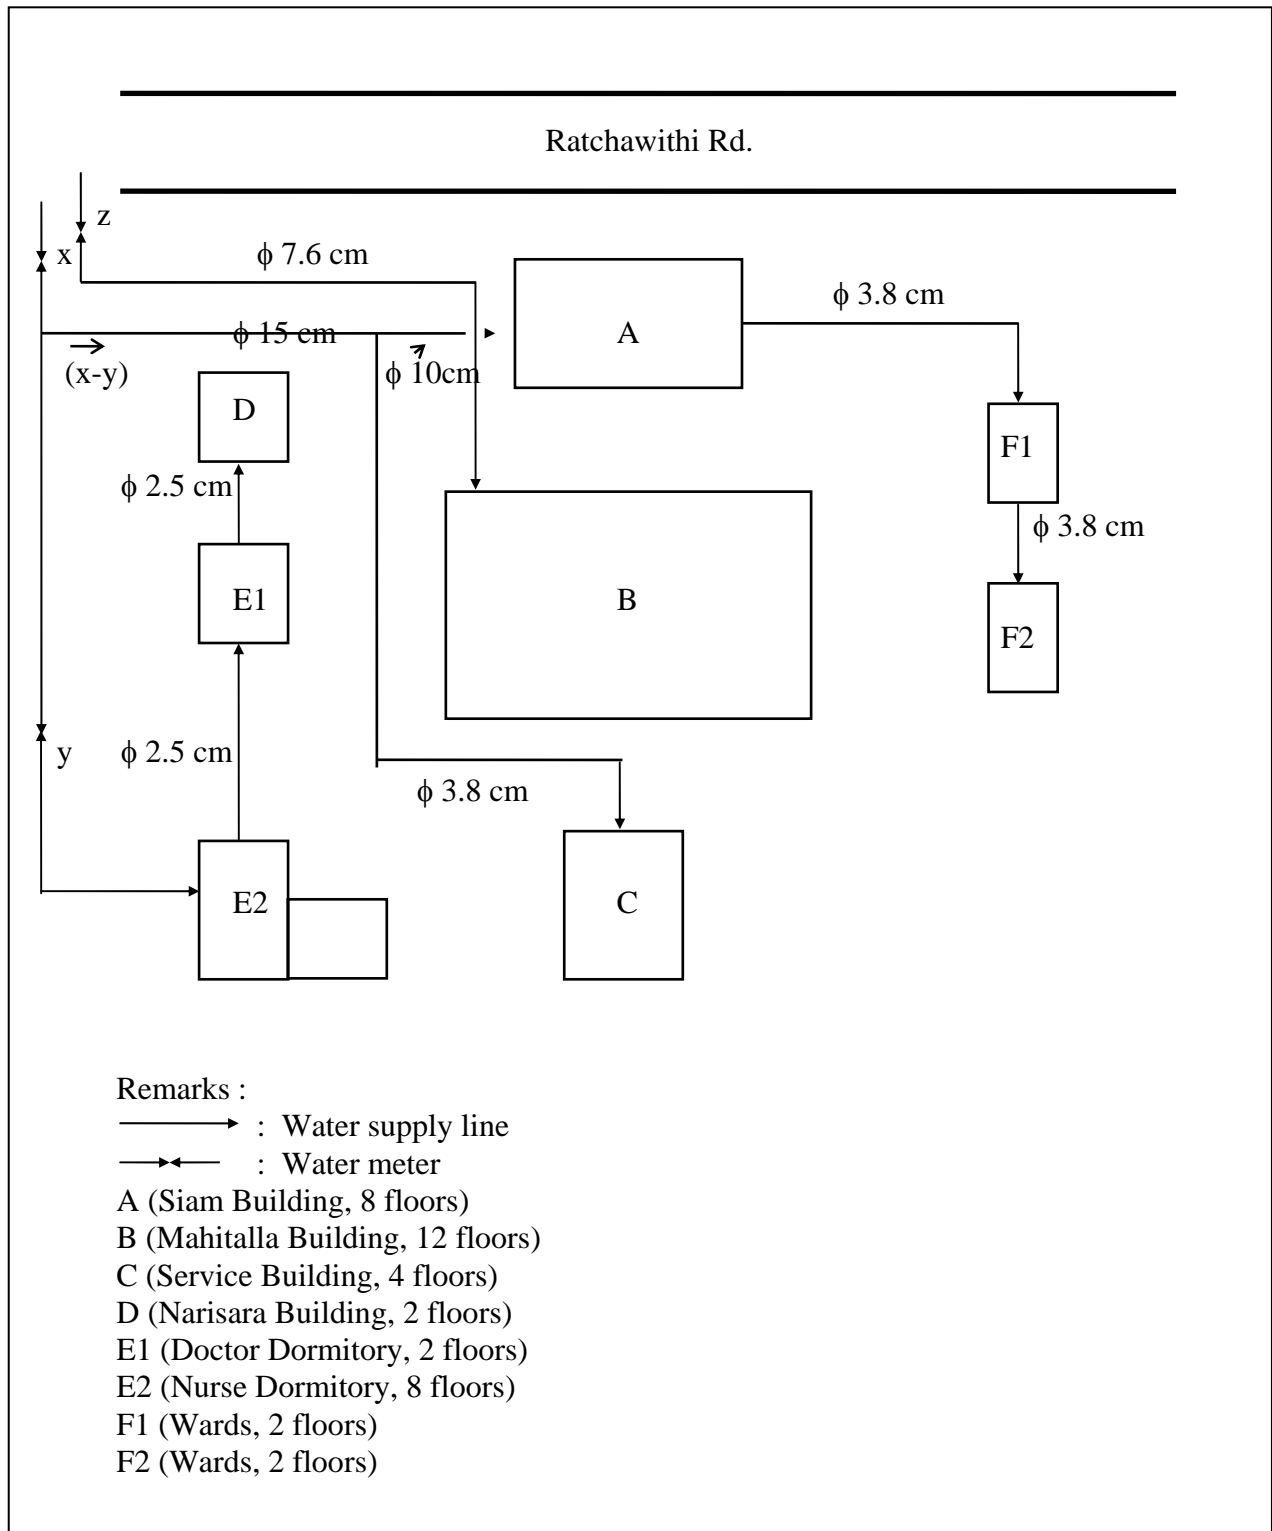 Ratchawithi Rd.
z
x
ϕ 7.6 cm
ϕ 3.8 cm
ϕ 15 cm
A
(x-y)
ϕ 10cm
D
F1
ϕ 2.5 cm
ϕ 3.8 cm
E1
B
F2
y
ϕ 2.5 cm
ϕ 3.8 cm
E2
C
Remarks :
: Water supply line
: Water meter
A (Siam Building, 8 floors)
B (Mahitalla Building, 12 floors)
C (Service Building, 4 floors)
D (Narisara Building, 2 floors)
E1 (Doctor Dormitory, 2 floors)
E2 (Nurse Dormitory, 8 floors)
F1 (Wards, 2 floors)
F2 (Wards, 2 floors)